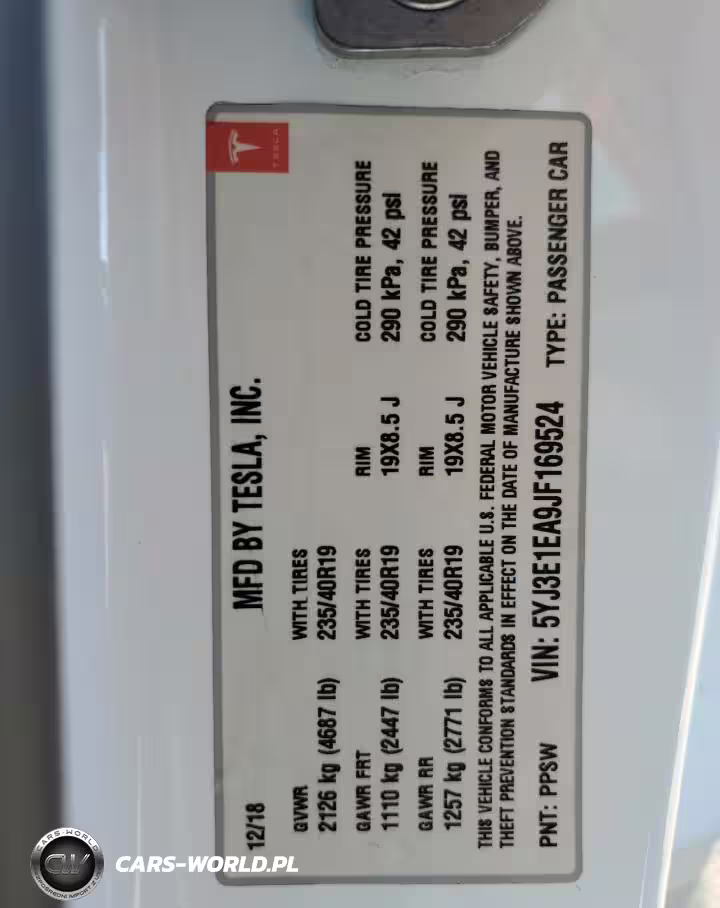 TESLA
MFD BY TESLA, INC.
12/18
GVWR WITH TIRES
2126 kg (4687 lb) 235/40R19
GAWR FRT WITH TIRES RIM COLD TIRE PRESSURE
1110 kg (2447 lb) 235/40R19 19X8.5 J 290 kPa, 42 psi
GAWR RR WITH TIRES RIM COLD TIRE PRESSURE
1257 kg (2771 lb) 235/40R19 19X8.5 J 290 kPa, 42 psi
THIS VEHICLE CONFORMS TO ALL APPLICABLE U.S. FEDERAL MOTOR VEHICLE SAFETY, BUMPER, AND
THEFT PREVENTION STANDARDS IN EFFECT ON THE DATE OF MANUFACTURE SHOWN ABOVE.
PNT: PPSW VIN: 5YJ3E1EA9JF169524 TYPE: PASSENGER CAR
CARS-WORLD
CW
CARS-WORLD.PL